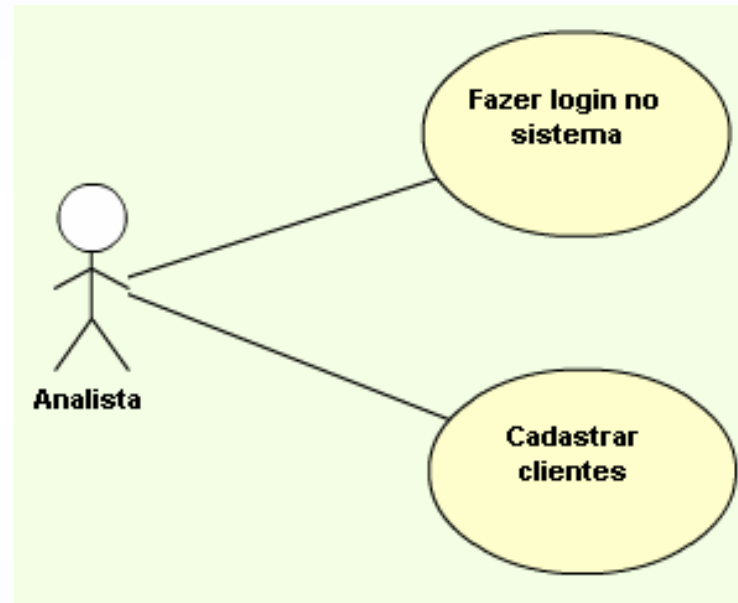 Fazer login no
sistema
Analista
Cadastrar
clientes